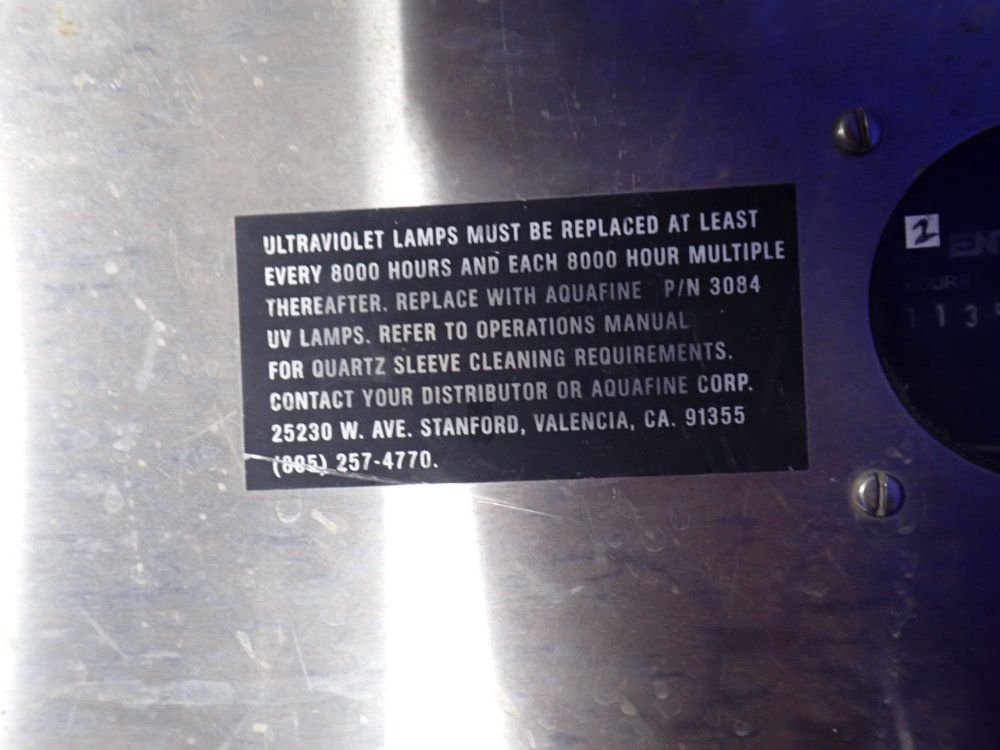 ULTRAVIOLET LAMPS MUST BE REPLACED AT LEAST
EVERY 8000 HOURS AND EACH 8000 HOUR MULTIPLE
THEREAFTER. REPLACE WITH AQUAFINE P/N 3084
UV LAMPS. REFER TO OPERATIONS MANUAL
FOR QUARTZ SLEEVE CLEANING REQUIREMENTS.
CONTACT YOUR DISTRIBUTOR OR AQUAFINE CORP.
25230 W. AVE. STANFORD, VALENCIA, CA. 91355
(805) 257-4770.
2
HOURS